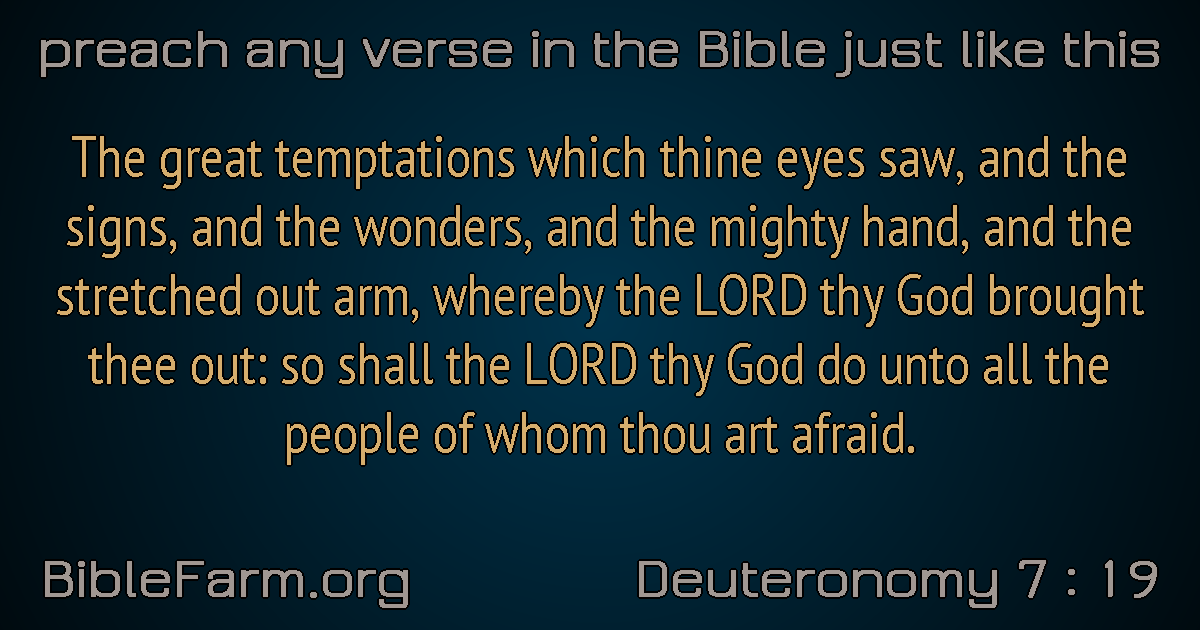 preach any verse in the Bible just like this
The great temptations which thine eyes saw, and the
signs, and the wonders, and the mighty hand, and the
stretched out arm, whereby the LORD thy God brought
thee out: so shall the LORD thy God do unto all the
people of whom thou art afraid.
BibleFarm.org
Deuteronomy 7 : 19